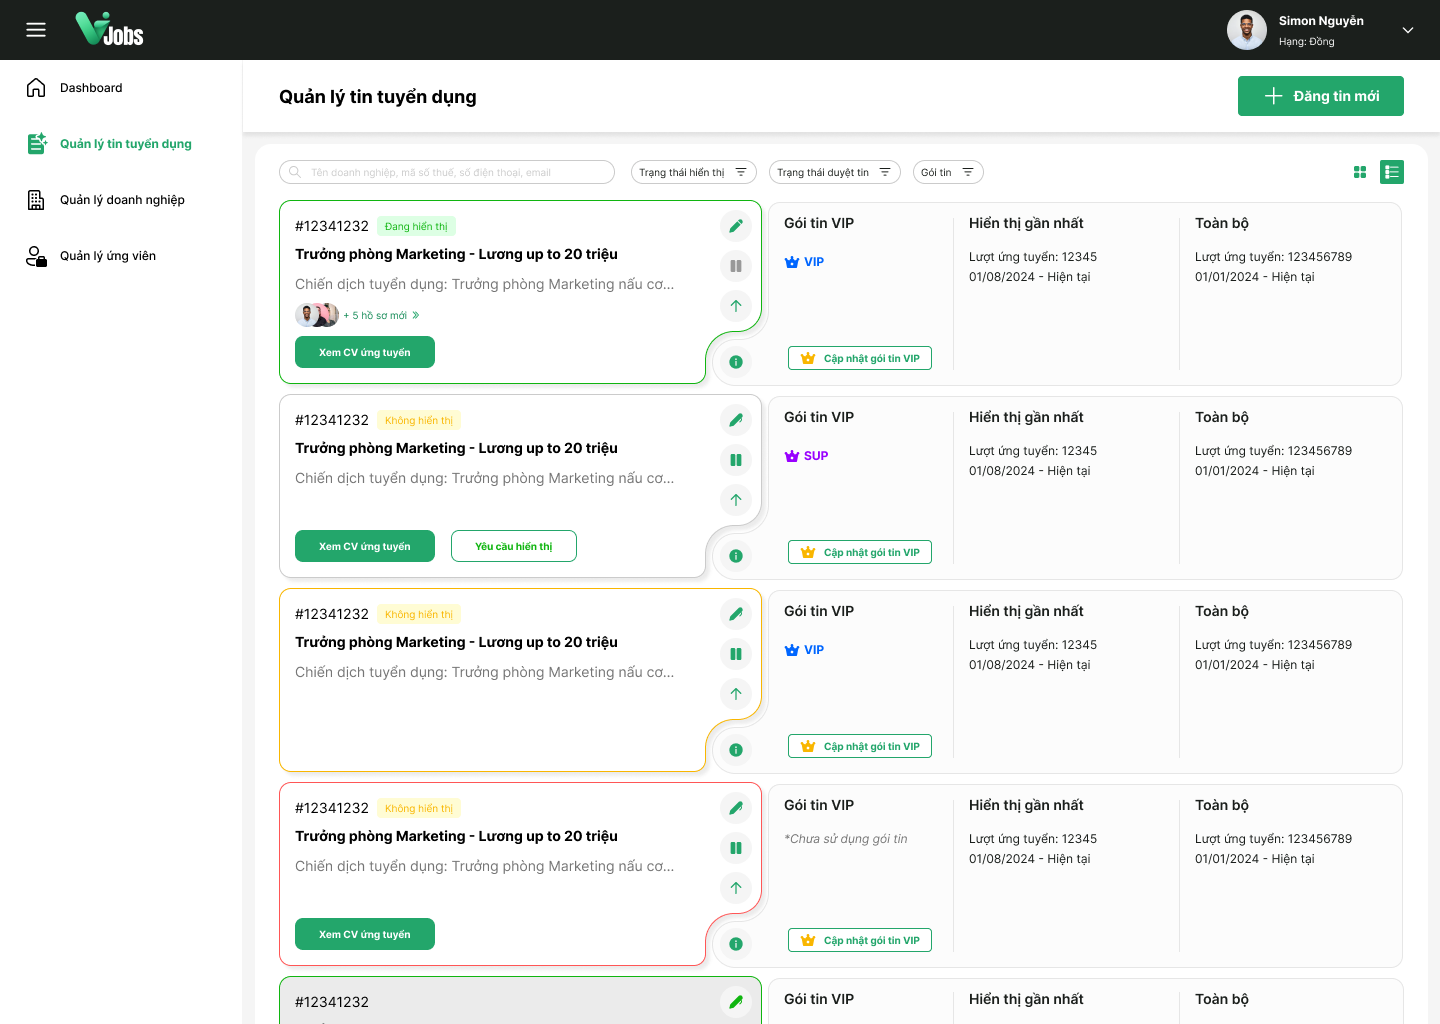 Jobs
Simon Nguyễn
Hạng: Đồng
Dashboard
Quản lý tin tuyển dụng
Quản lý doanh nghiệp
Quản lý ứng viên
Quản lý tin tuyển dụng
Đăng tin mới
Tên doanh nghiệp, mã số thuế, số điện thoại, email
Trạng thái hiển thị
Trạng thái duyệt tin
Gói tin
#12341232 Đang hiển thị
Trưởng phòng Marketing - Lương up to 20 triệu
Chiến dịch tuyển dụng: Trưởng phòng Marketing nấu cơ...
+ 5 hồ sơ mới
Xem CV ứng tuyển
Gói tin VIP
VIP
Cập nhật gói tin VIP
Hiển thị gần nhất
Lượt ứng tuyển: 12345
01/08/2024 - Hiện tại
Toàn bộ
Lượt ứng tuyển: 123456789
01/01/2024 - Hiện tại
#12341232 Không hiển thị
Trưởng phòng Marketing - Lương up to 20 triệu
Chiến dịch tuyển dụng: Trưởng phòng Marketing nấu cơ...
Xem CV ứng tuyển
Yêu cầu hiển thị
Gói tin VIP
SUP
Cập nhật gói tin VIP
Hiển thị gần nhất
Lượt ứng tuyển: 12345
01/08/2024 - Hiện tại
Toàn bộ
Lượt ứng tuyển: 123456789
01/01/2024 - Hiện tại
#12341232 Không hiển thị
Trưởng phòng Marketing - Lương up to 20 triệu
Chiến dịch tuyển dụng: Trưởng phòng Marketing nấu cơ...
Gói tin VIP
VIP
Cập nhật gói tin VIP
Hiển thị gần nhất
Lượt ứng tuyển: 12345
01/08/2024 - Hiện tại
Toàn bộ
Lượt ứng tuyển: 123456789
01/01/2024 - Hiện tại
#12341232 Không hiển thị
Trưởng phòng Marketing - Lương up to 20 triệu
Chiến dịch tuyển dụng: Trưởng phòng Marketing nấu cơ...
Xem CV ứng tuyển
Gói tin VIP
*Chưa sử dụng gói tin
Cập nhật gói tin VIP
Hiển thị gần nhất
Lượt ứng tuyển: 12345
01/08/2024 - Hiện tại
Toàn bộ
Lượt ứng tuyển: 123456789
01/01/2024 - Hiện tại
#12341232
Gói tin VIP
Hiển thị gần nhất
Toàn bộ